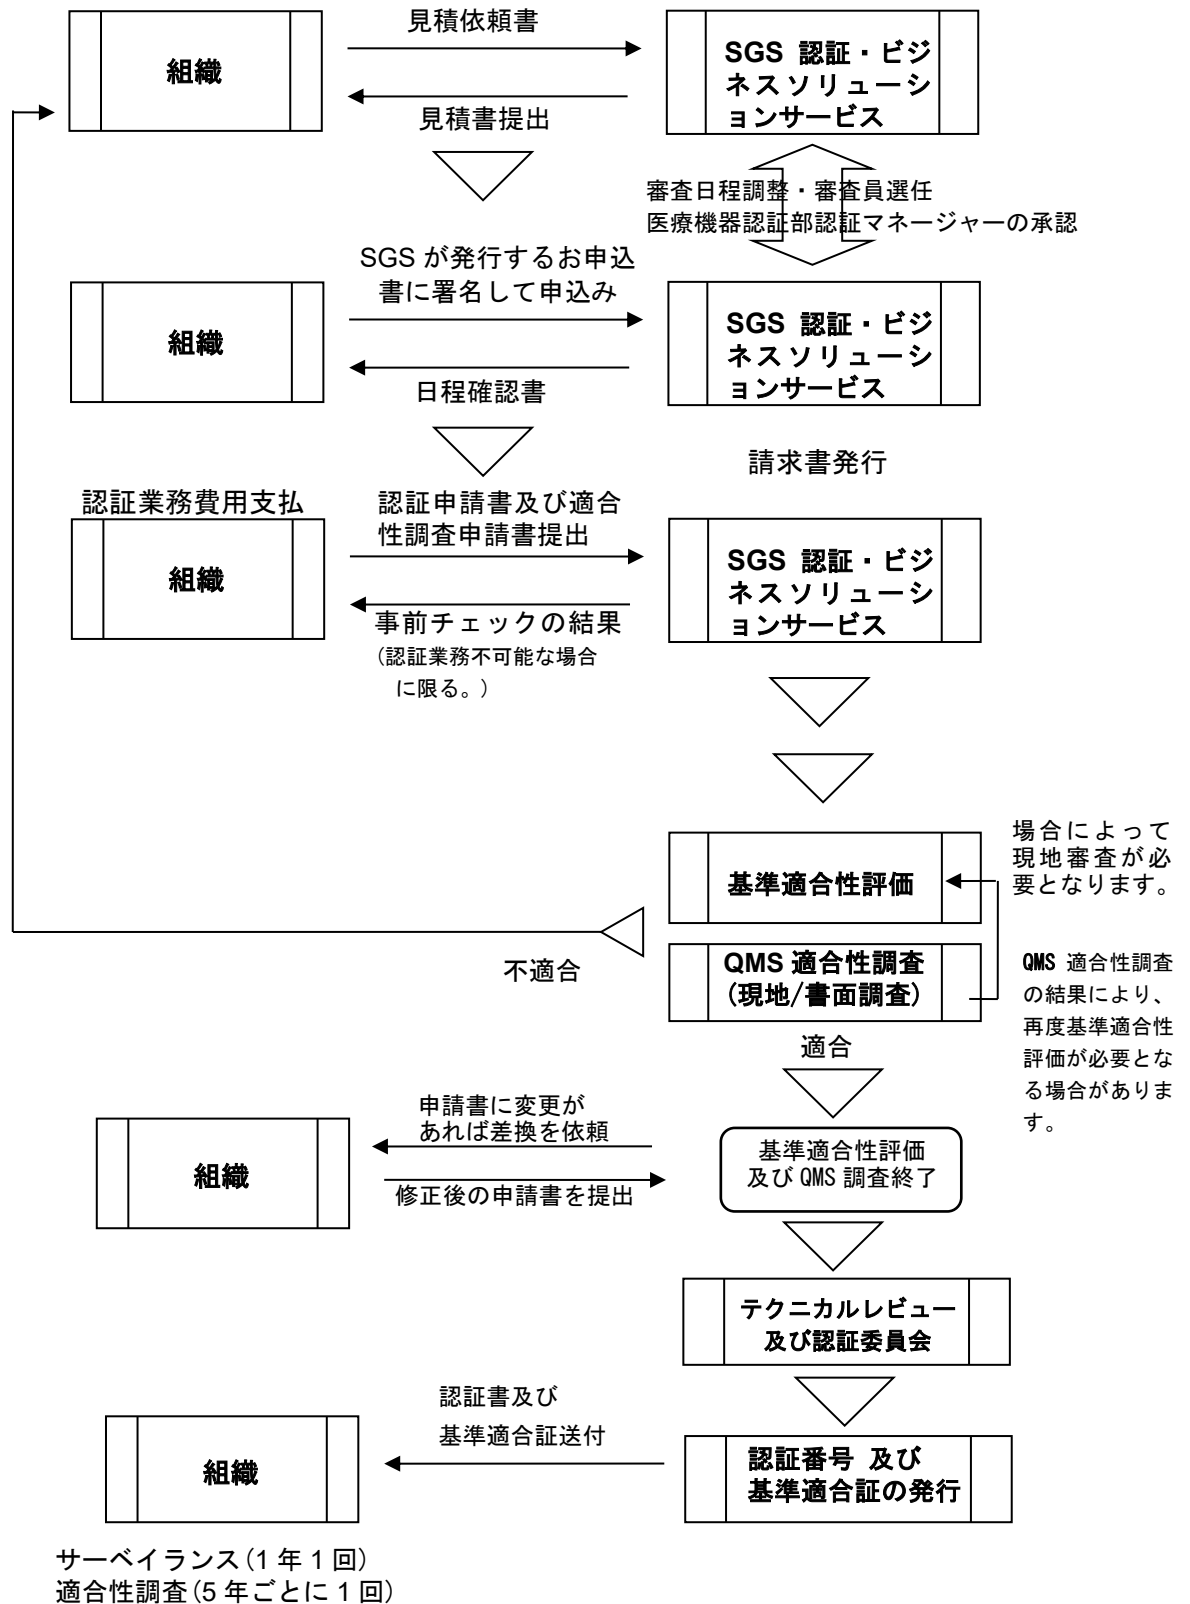 見積依頼書
組織
SGS 認証・ビジ
ネスソリューシ
ョンサービス
見積書提出
審査日程調整・審査員選任
医療機器認証部認証マネージャーの承認
SGS が発行するお申込
書に署名して申込み
組織
SGS 認証・ビジ
ネスソリューシ
ョンサービス
日程確認書
請求書発行
認証業務費用支払
認証申請書及び適合
性調査申請書提出
組織
SGS 認証・ビジ
ネスソリューシ
ョンサービス
事前チェックの結果
(認証業務不可能な場合
に限る。)
場合によって
現地審査が必
要となります。
基準適合性評価
QMS 適合性調査
(現地/書面調査)
不適合
QMS 適合性調査
の結果により、
再度基準適合性
評価が必要とな
る場合がありま
す。
適合
申請書に変更が
あれば差換を依頼
組織
修正後の申請書を提出
基準適合性評価
及び QMS 調査終了
テクニカルレビュー
及び認証委員会
認証書及び
基準適合証送付
組織
認証番号 及び
基準適合証の発行
サーベイランス(1 年 1 回)
適合性調査(5 年ごとに 1 回)